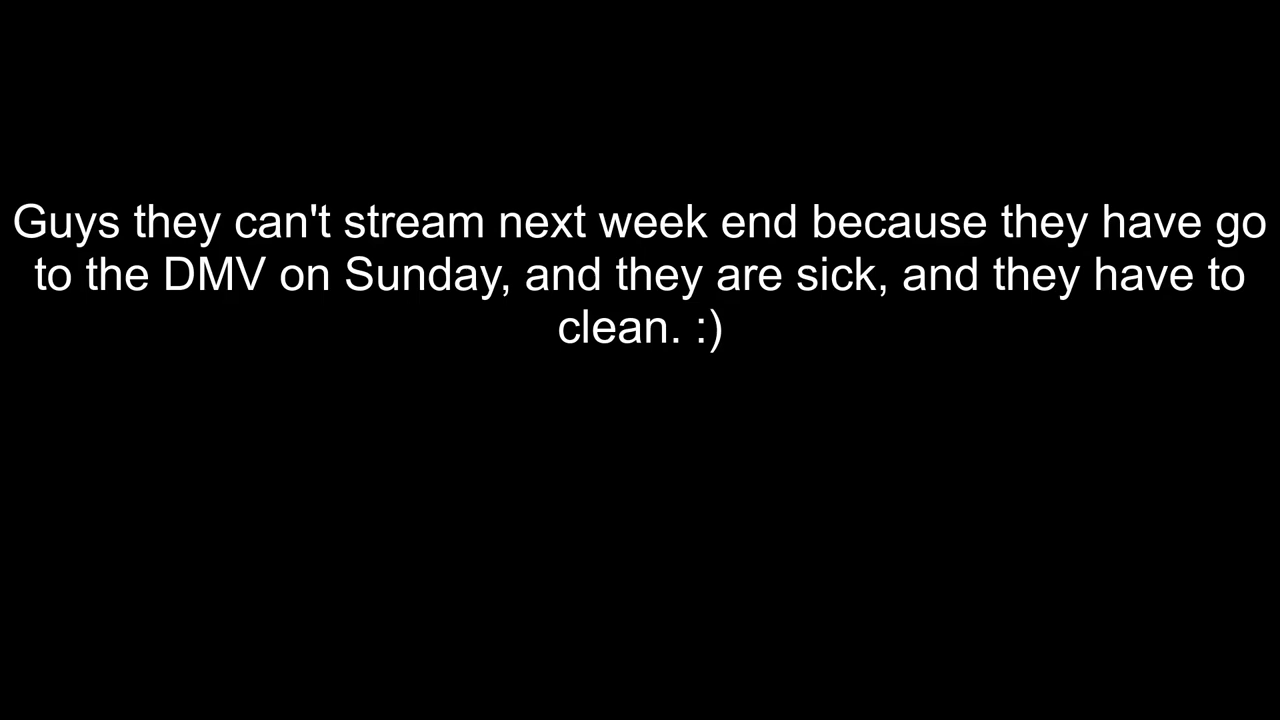 Guys they can't stream next week end because they have go
to the DMV on Sunday, and they are sick, and they have to
clean. :)